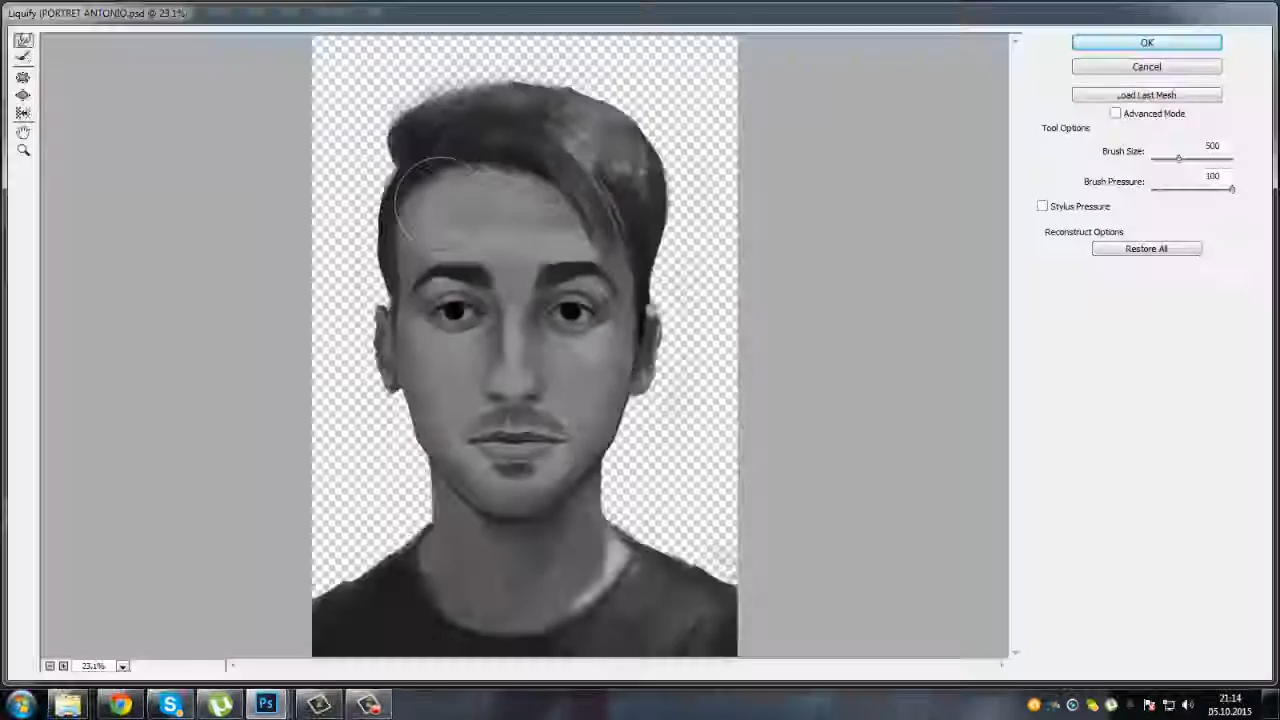 Liquify (PORTRET ANTONIO.psd @ 23.1%)
OK
Cancel
Load Last Mesh
Advanced Mode
Tool Options
Brush Size: 500
Brush Pressure: 100
Stylus Pressure
Reconstruct Options
Restore All
23.1%
Ps
21:14
05.10.2015